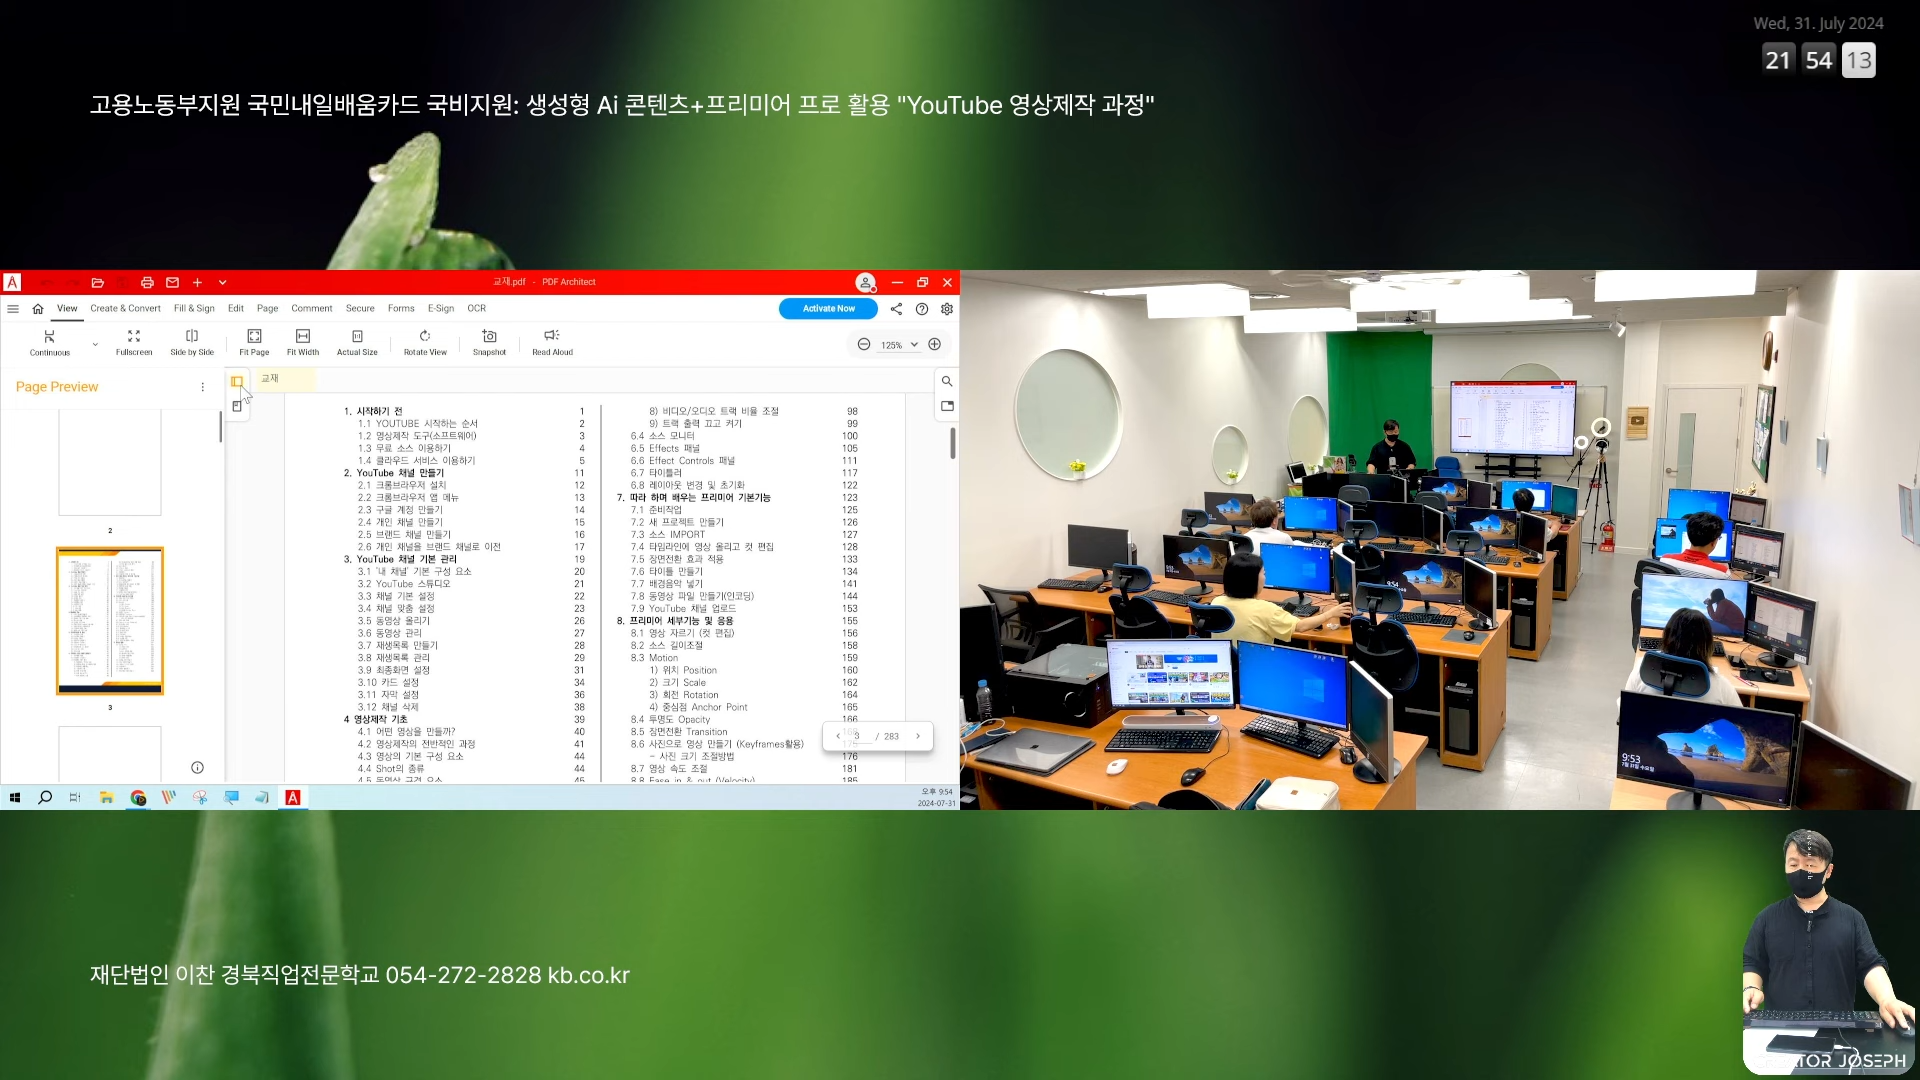 Wed, 31. July 2024
21 54 13
고용노동부지원 국민내일배움카드 국비지원: 생성형 Ai 콘텐츠+프리미어 프로 활용 "YouTube 영상제작 과정"
교재.pdf - PDF Architect
View Create & Convert Fill & Sign Edit Page Comment Secure Forms E-Sign OCR
Activate Now
Continuous Fullscreen Side by Side Fit Page Fit Width Actual Size Rotate View Snapshot Read Aloud
125%
Page Preview
교재
2
3
1. 시작하기 전 1
1.1 YOUTUBE 시작하는 순서 2
1.2 영상제작 도구(소프트웨어) 3
1.3 무료 소스 이용하기 4
1.4 클라우드 서비스 이용하기 5
2. YouTube 채널 만들기 11
2.1 크롬브라우저 설치 12
2.2 크롬브라우저 앱 메뉴 13
2.3 구글 계정 만들기 14
2.4 개인 채널 만들기 15
2.5 브랜드 채널 만들기 16
2.6 개인 채널을 브랜드 채널로 이전 17
3. YouTube 채널 기본 관리 19
3.1 '내 채널' 기본 구성 요소 20
3.2 YouTube 스튜디오 21
3.3 채널 기본 설정 22
3.4 채널 맞춤 설정 23
3.5 동영상 올리기 26
3.6 동영상 관리 27
3.7 재생목록 만들기 28
3.8 재생목록 관리 29
3.9 최종화면 설정 31
3.10 카드 설정 34
3.11 자막 설정 36
3.12 채널 삭제 38
4 영상제작 기초 39
4.1 어떤 영상을 만들까? 40
4.2 영상제작의 전반적인 과정 41
4.3 영상의 기본 구성 요소 44
4.4 Shot의 종류 44
8) 비디오/오디오 트랙 비율 조절 98
9) 트랙 출력 끄고 켜기 99
6.4 소스 모니터 100
6.5 Effects 패널 105
6.6 Effect Controls 패널 111
6.7 타이틀러 117
6.8 레이아웃 변경 및 초기화 122
7. 따라 하며 배우는 프리미어 기본기능 123
7.1 준비작업 125
7.2 새 프로젝트 만들기 126
7.3 소스 IMPORT 127
7.4 타임라인에 영상 올리고 컷 편집 128
7.5 장면전환 효과 적용 133
7.6 타이틀 만들기 134
7.7 배경음악 넣기 141
7.8 동영상 파일 만들기(인코딩) 144
7.9 YouTube 채널 업로드 153
8. 프리미어 세부기능 및 응용 155
8.1 영상 자르기 (컷 편집) 156
8.2 소스 길이조절 158
8.3 Motion 159
1) 위치 Position 160
2) 크기 Scale 162
3) 회전 Rotation 164
4) 중심점 Anchor Point 165
8.4 투명도 Opacity 166
8.5 장면전환 Transition
8.6 사진으로 영상 만들기 (Keyframes활용)
- 사진 크기 조절방법 176
8.7 영상 속도 조절 181
3 / 283
오후 9:54
2024-07-31
9:53
재단법인 이찬 경북직업전문학교 054-272-2828 kb.co.kr
JOSEPH